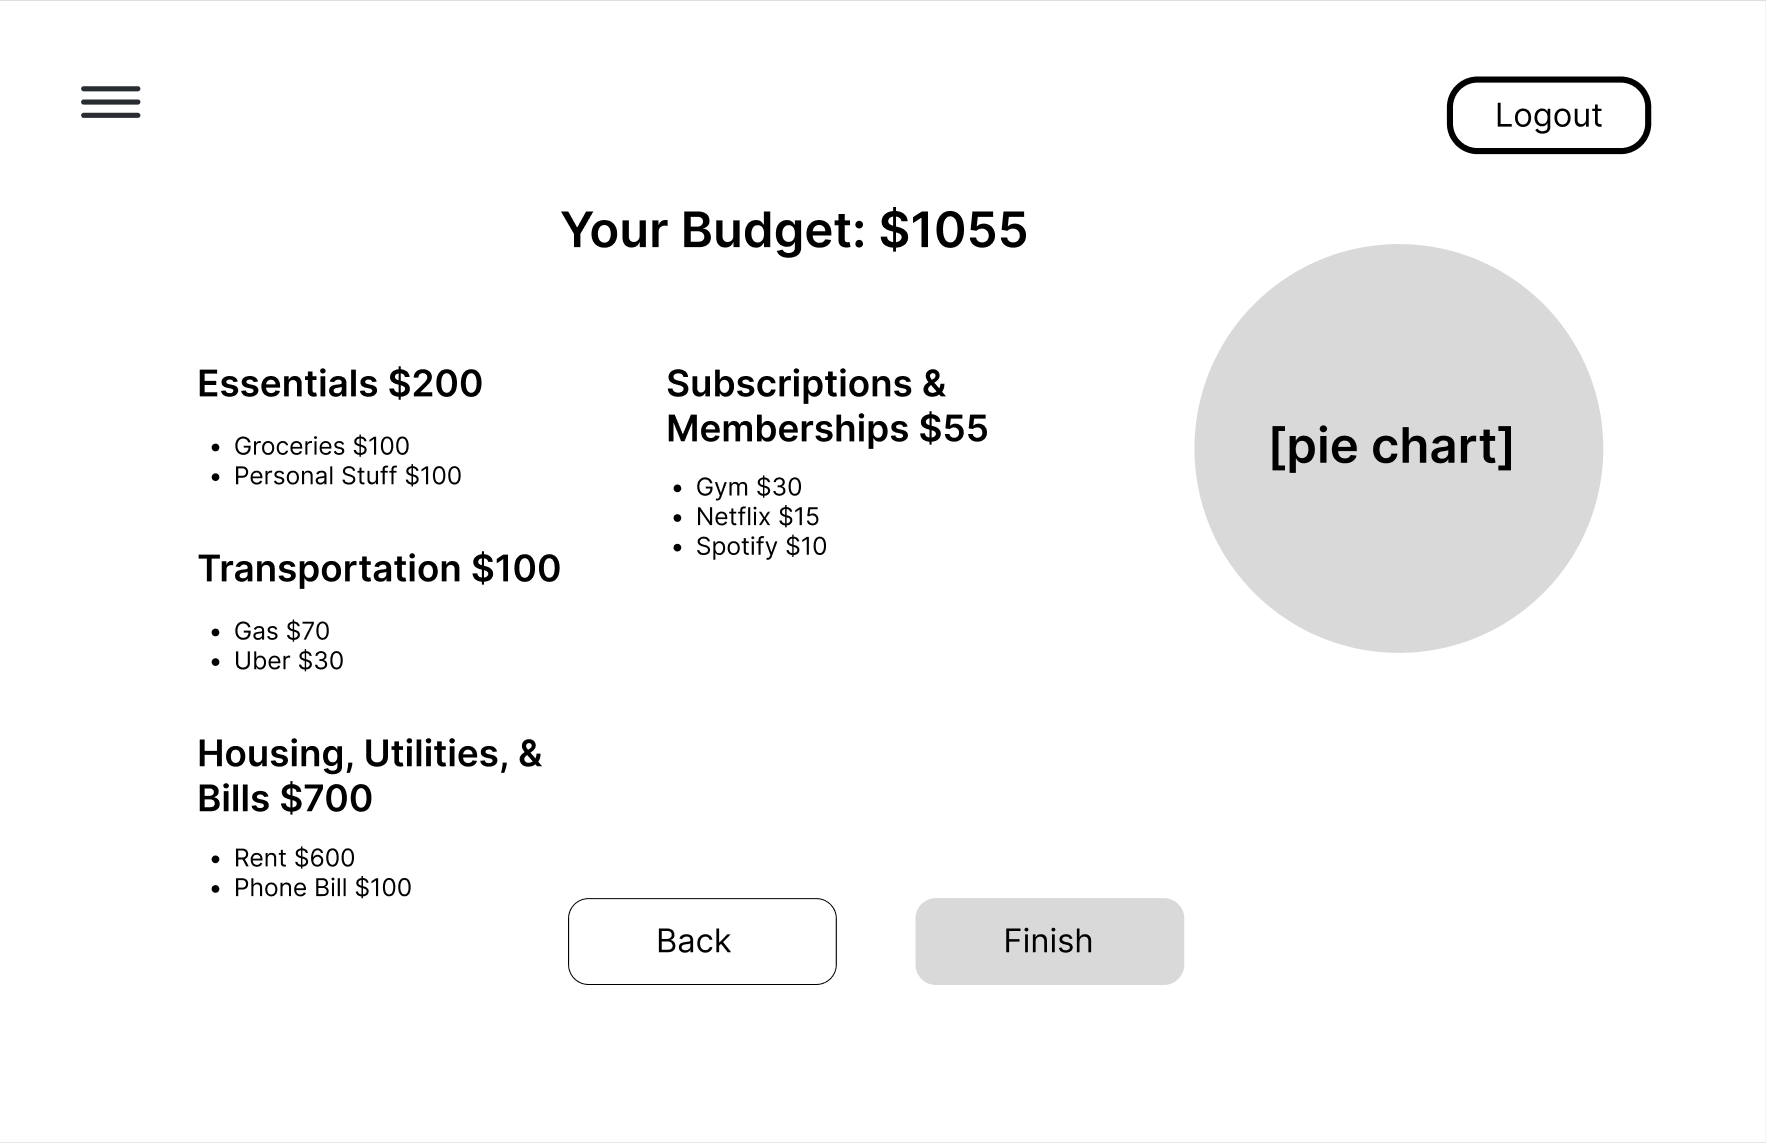 Logout
Your Budget: $1055
Essentials $200
• Groceries $100
• Personal Stuff $100
Transportation $100
• Gas $70
• Uber $30
Housing, Utilities, &
Bills $700
• Rent $600
• Phone Bill $100
Subscriptions &
Memberships $55
• Gym $30
• Netflix $15
• Spotify $10
[pie chart]
Back
Finish